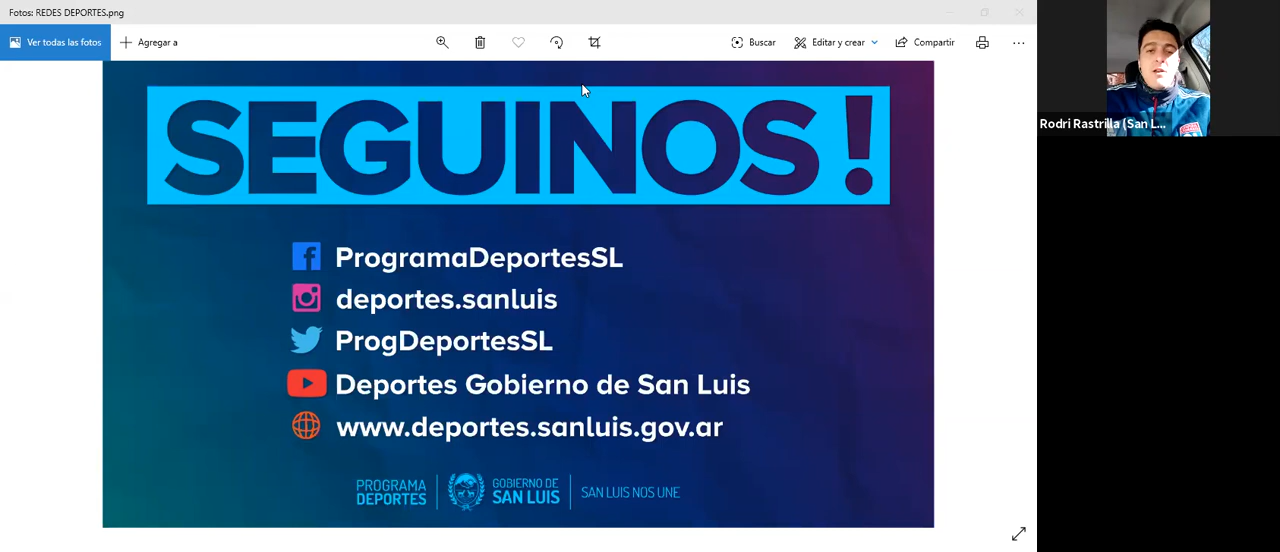 Fotos: REDES DEPORTES.png
Ver todas las fotos
Agregar a
Buscar
Editar y crear
Compartir
SEGUINOS!
ProgramaDeportesSL
deportes.sanluis
ProgDeportesSL
Deportes Gobierno de San Luis
www.deportes.sanluis.gov.ar
PROGRAMA DEPORTES
GOBIERNO DE SAN LUIS
SAN LUIS NOS UNE
Rodri Rastrilla (San L...